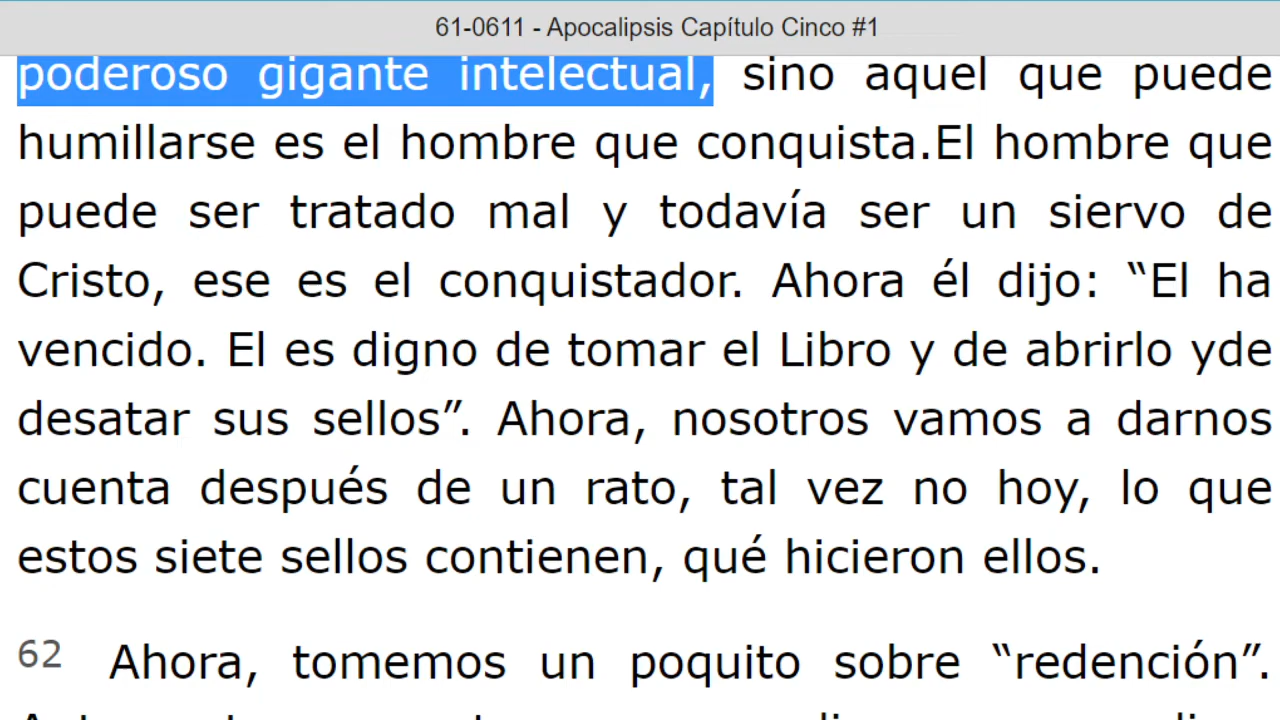 61-0611 - Apocalipsis Capítulo Cinco #1
poderoso gigante intelectual, sino aquel que puede
humillarse es el hombre que conquista.El hombre que
puede ser tratado mal y todavía ser un siervo de
Cristo, ese es el conquistador. Ahora él dijo: “El ha
vencido. El es digno de tomar el Libro y de abrirlo yde
desatar sus sellos”. Ahora, nosotros vamos a darnos
cuenta después de un rato, tal vez no hoy, lo que
estos siete sellos contienen, qué hicieron ellos.
62 Ahora, tomemos un poquito sobre “redención”.